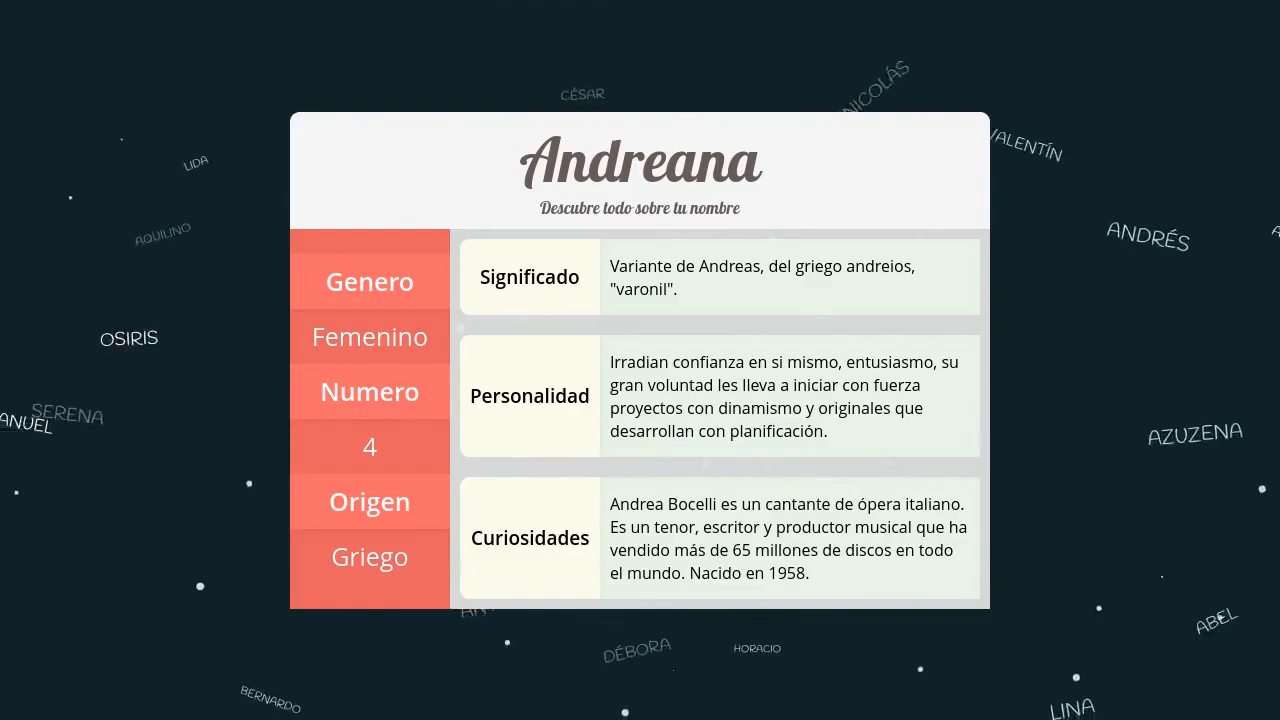 CÉSAR
NICOLÁS
VALENTÍN
LIDA
AQUILINO
ANDRÉS
OSIRIS
SERENA
ANUEL
AZUZENA
Andreana
Descubre todo sobre tu nombre
Genero
Femenino
Numero
4
Origen
Griego
Significado
Variante de Andreas, del griego andreios,
"varonil".
Personalidad
Irradian confianza en si mismo, entusiasmo, su
gran voluntad les lleva a iniciar con fuerza
proyectos con dinamismo y originales que
desarrollan con planificación.
Curiosidades
Andrea Bocelli es un cantante de ópera italiano.
Es un tenor, escritor y productor musical que ha
vendido más de 65 millones de discos en todo
el mundo. Nacido en 1958.
ABEL
DÉBORA
HORACIO
BERNARDO
LINA